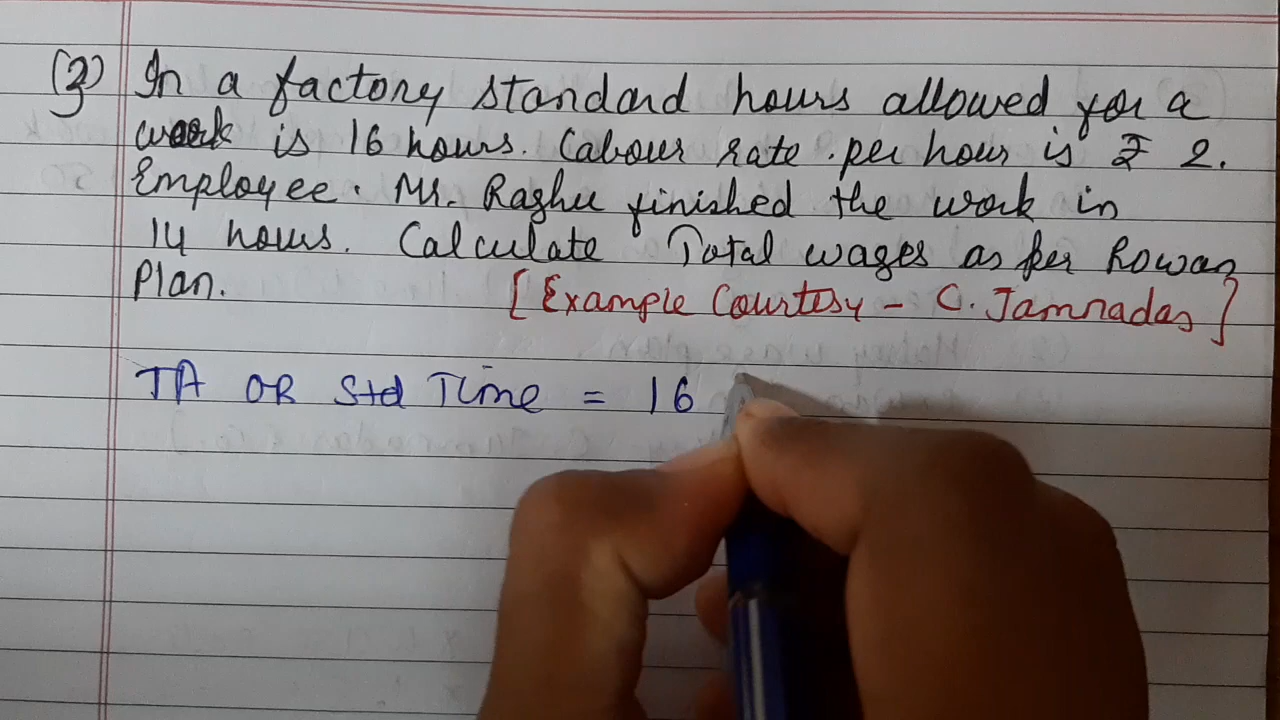 (3) In a factory standard hours allowed for a
work is 16 hours. Labour rate per hour is ₹ 2.
Employee. Mr. Raghu finished the work in
14 hours. Calculate Total wages as per Rowan
Plan.
[Example Courtesy - C. Jamnadas]
TA OR Std Time = 16